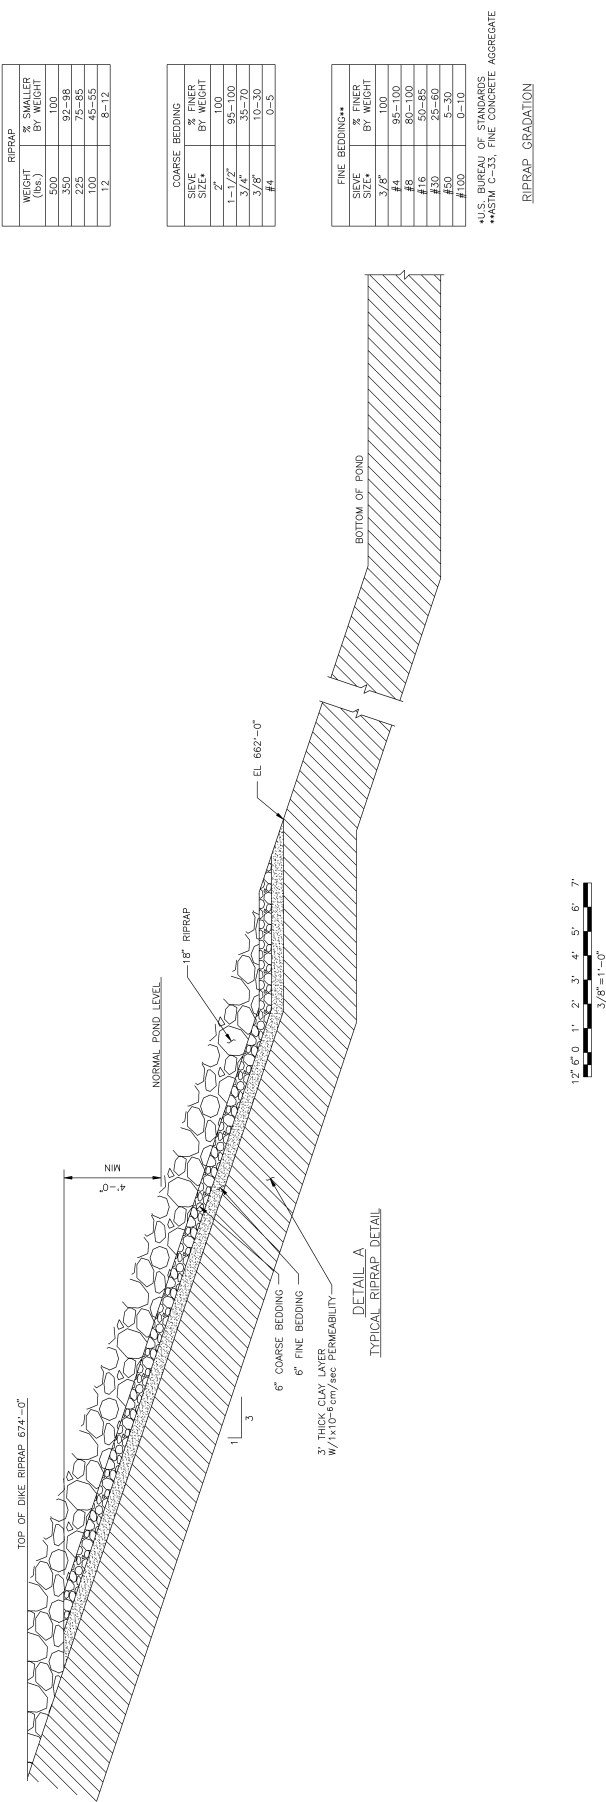 TOP OF DIKE RIPRAP 674'-0"
4'-0"
MIN
NORMAL POND LEVEL
18" RIPRAP
EL 662'-0"
BOTTOM OF POND
1
3
6" COARSE BEDDING
6" FINE BEDDING
3' THICK CLAY LAYER
W/1x10-6 cm/sec PERMEABILITY
DETAIL A
TYPICAL RIPRAP DETAIL
12" 6" 0 1' 2' 3' 4' 5' 6' 7'
3/8"=1'-0"
RIPRAP
WEIGHT (lbs.) % SMALLER BY WEIGHT
500 100
350 92-98
225 75-85
100 45-55
12 8-12
COARSE BEDDING
SIEVE SIZE* % FINER BY WEIGHT
2" 100
1-1/2" 95-100
3/4" 35-70
3/8" 10-30
#4 0-5
FINE BEDDING**
SIEVE SIZE* % FINER BY WEIGHT
3/8" 100
#4 95-100
#8 80-100
#16 50-85
#30 25-60
#50 5-30
#100 0-10
*U.S. BUREAU OF STANDARDS
**ASTM C-33, FINE CONCRETE AGGREGATE
RIPRAP GRADATION